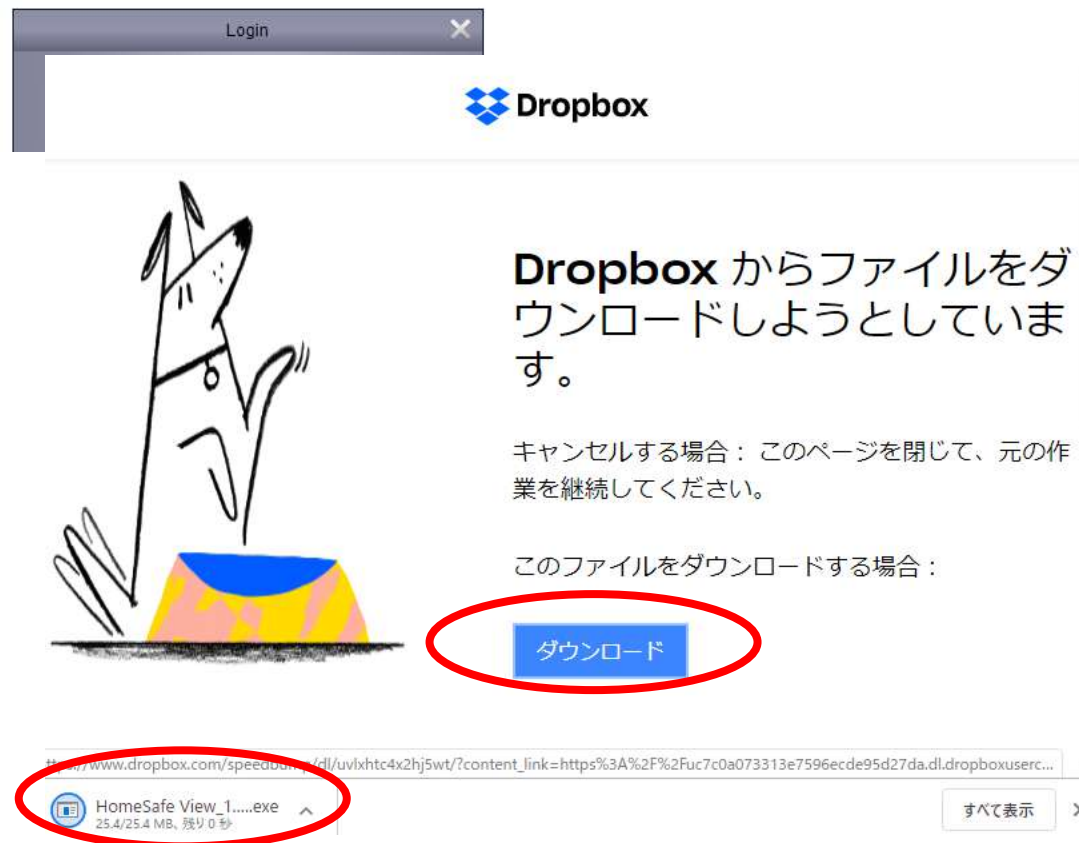 Login
Dropbox
Dropbox からファイルをダ
ウンロードしようとしていま
す。
キャンセルする場合： このページを閉じて、元の作
業を継続してください。
このファイルをダウンロードする場合：
ダウンロード
ttps://www.dropbox.com/speedbump/dl/uvlxhtc4x2hj5wt/?content_link=https%3A%2F%2Fuc7c0a073313e7596ecde95d27da.dl.dropboxuserc...
HomeSafe View_1.....exe
25.4/25.4 MB、残り 0 秒
すべて表示